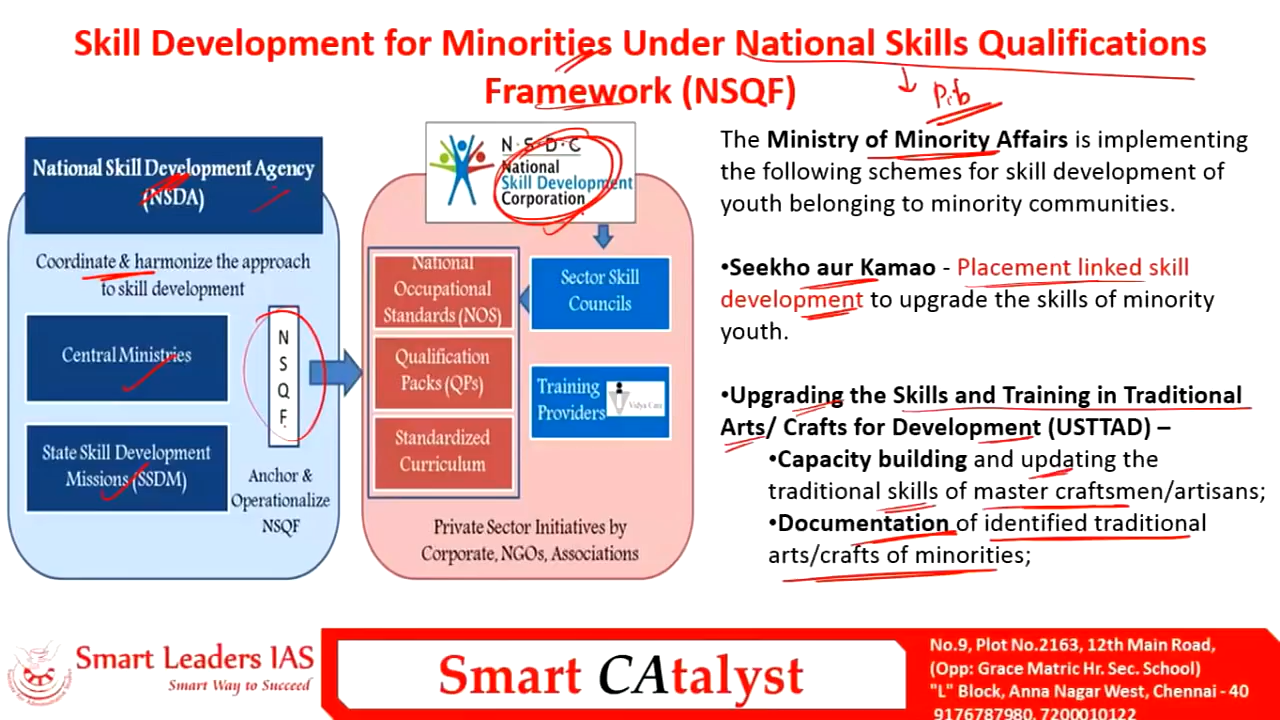 Skill Development for Minorities Under National Skills Qualifications
Framework (NSQF)
Pib
National Skill Development Agency
(NSDA)
Coordinate & harmonize the approach
to skill development
Central Ministries
State Skill Development
Missions (SSDM)
N
S
Q
F
Anchor &
Operationalize
NSQF
N·S·D·C
National
Skill Development
Corporation
National
Occupational
Standards (NOS)
Qualification
Packs (QPs)
Standardized
Curriculum
Sector Skill
Councils
Training
Providers
Private Sector Initiatives by
Corporate, NGOs, Associations
The Ministry of Minority Affairs is implementing
the following schemes for skill development of
youth belonging to minority communities.
•Seekho aur Kamao - Placement linked skill
development to upgrade the skills of minority
youth.
•Upgrading the Skills and Training in Traditional
Arts/ Crafts for Development (USTTAD) –
•Capacity building and updating the
traditional skills of master craftsmen/artisans;
•Documentation of identified traditional
arts/crafts of minorities;
Smart Leaders IAS
Smart Way to Succeed
Smart CAtalyst
No.9, Plot No.2163, 12th Main Road,
(Opp: Grace Matric Hr. Sec. School)
"L" Block, Anna Nagar West, Chennai - 40
9176787980, 7200010122